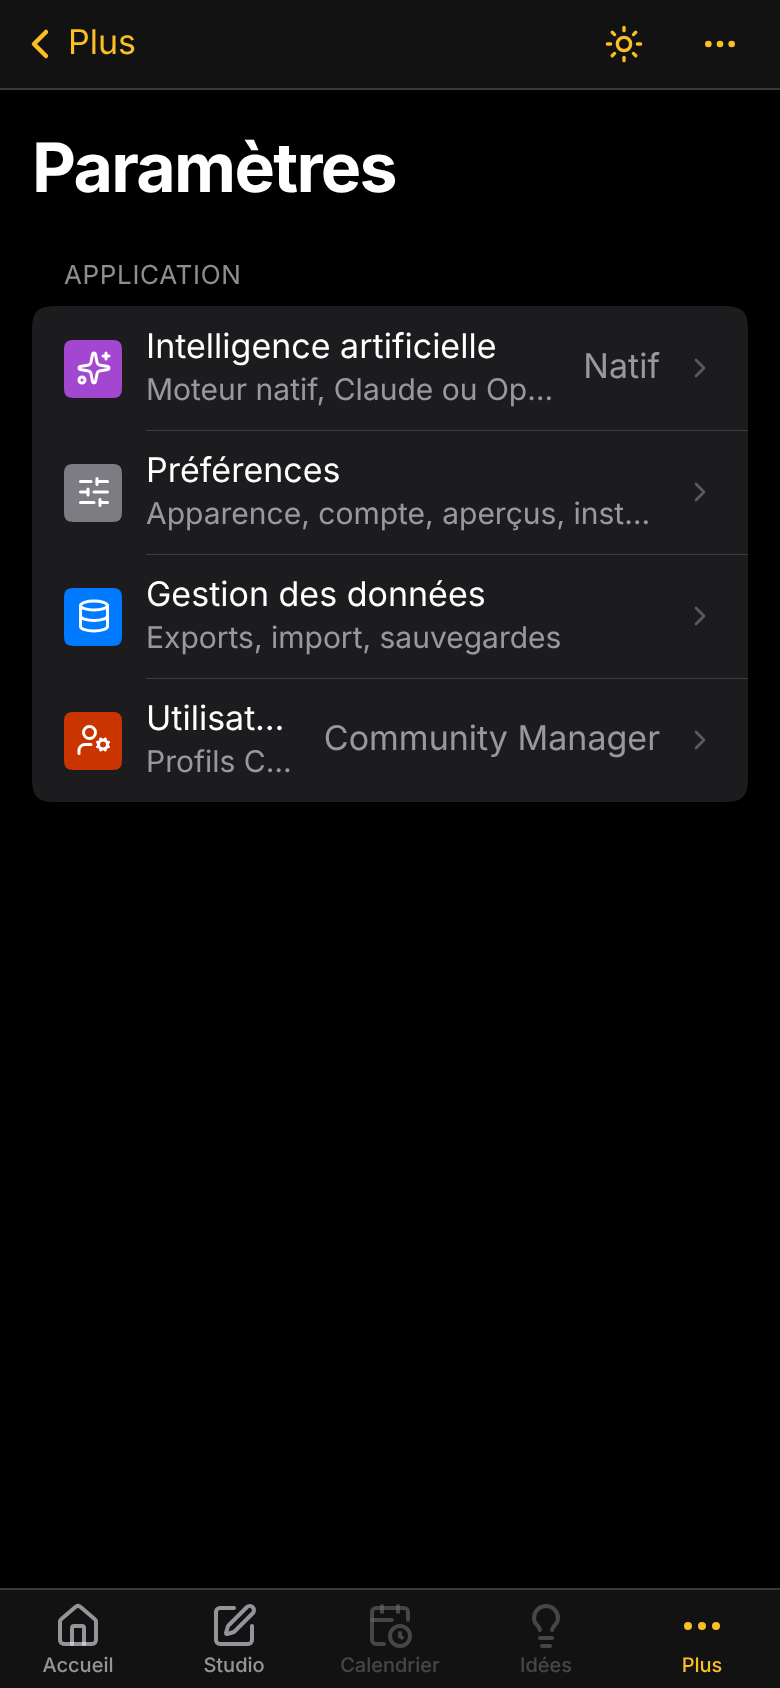 Plus
Paramètres
APPLICATION
Intelligence artificielle
Natif
Moteur natif, Claude ou Op...
Préférences
Apparence, compte, aperçus, inst...
Gestion des données
Exports, import, sauvegardes
Utilisat...
Community Manager
Profils C...
Accueil
Studio
Calendrier
Idées
Plus